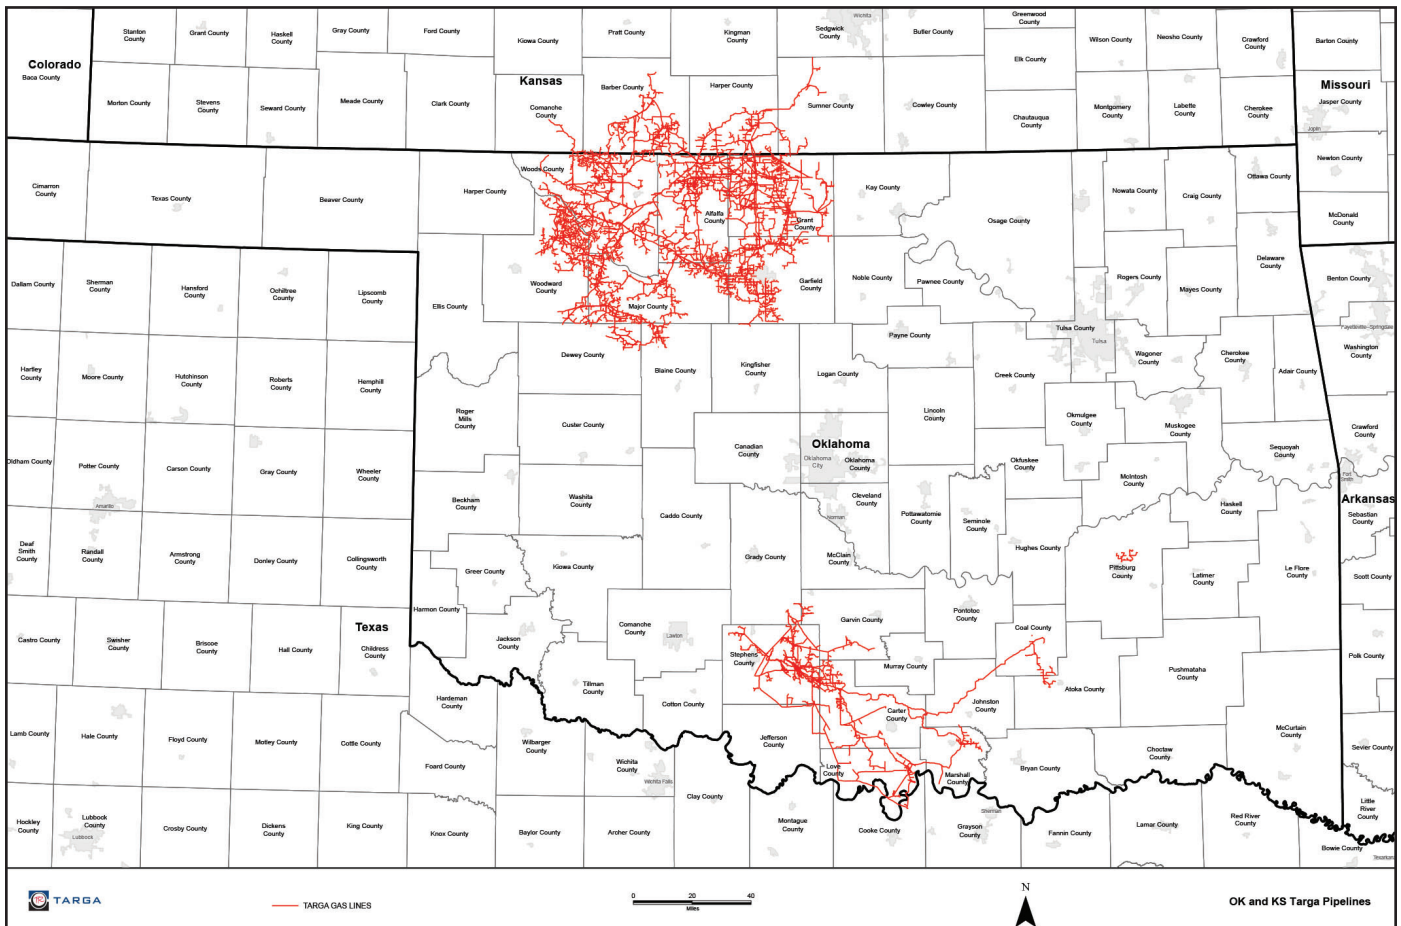 Colorado
Baca County
Stanton
County
Grant County
Haskell
County
Gray County
Ford County
Kiowa County
Pratt County
Kingman
County
Sedgwick
County
Wichita
Butler County
Greenwood
County
Elk County
Wilson County
Neosho County
Crawford
County
Barton County
Morton County
Stevens
County
Seward County
Meade County
Clark County
Kansas
Comanche
County
Barber County
Harper County
Sumner County
Cowley County
Chautauqua
County
Montgomery
County
Labette
County
Cherokee
County
Missouri
Jasper County
Joplin
Newton
County
McDonald
County
Cimarron
County
Texas County
Beaver County
Harper County
Woods County
Alfalfa
County
Grant
County
Kay County
Osage County
Nowata County
Craig County
Ottawa County
Delaware
County
Dallam County
Sherman
County
Hansford
County
Ochiltree
County
Lipscomb
County
Ellis County
Woodward
County
Major County
Garfield
County
Noble County
Pawnee County
Rogers County
Mayes County
Benton County
Fayetteville--Springdale
Washington
County
Hartley
County
Moore County
Hutchinson
County
Roberts
County
Hemphill
County
Dewey County
Blaine County
Kingfisher
County
Logan County
Payne County
Creek County
Tulsa County
Tulsa
Wagoner
County
Cherokee
County
Adair County
Roger
Mills
County
Custer County
Canadian
County
Oklahoma
Oklahoma
City
Oklahoma
County
Lincoln
County
Okmulgee
County
Muskogee
County
Sequoyah
County
Crawford
County
Oldham County
Potter County
Amarillo
Carson County
Gray County
Wheeler
County
Beckham
County
Washita
County
Caddo County
Cleveland
County
Norman
Pottawatomie
County
Seminole
County
Okfuskee
County
McIntosh
County
Haskell
County
Fort
Smith
Arkansas
Sebastian
County
Deaf
Smith
County
Randall
County
Armstrong
County
Donley County
Collingsworth
County
Greer County
Kiowa County
Grady County
McClain
County
Hughes County
Pittsburg
County
Latimer
County
Le Flore
County
Scott County
Castro County
Swisher
County
Briscoe
County
Hall County
Texas
Childress
County
Harmon County
Jackson
County
Comanche
County
Lawton
Stephens
County
Garvin County
Murray County
Pontotoc
County
Coal County
Atoka County
Pushmataha
County
Polk County
Lamb County
Hale County
Floyd County
Motley County
Cottle County
Hardeman
County
Foard County
Tillman
County
Cotton County
Wilbarger
County
Wichita
County
Wichita Falls
Jefferson
County
Carter
County
Love
County
Johnston
County
Marshall
County
Bryan County
Choctaw
County
McCurtain
County
Sevier County
Little
River
County
Hockley
County
Lubbock
County
Lubbock
Crosby County
Dickens
County
King County
Knox County
Baylor County
Archer County
Clay County
Montague
County
Cooke County
Grayson
County
Sherman
Fannin County
Lamar County
Red River
County
Bowie County
Texarkana
TARGA
TARGA GAS LINES
0 20 40
Miles
N
OK and KS Targa Pipelines